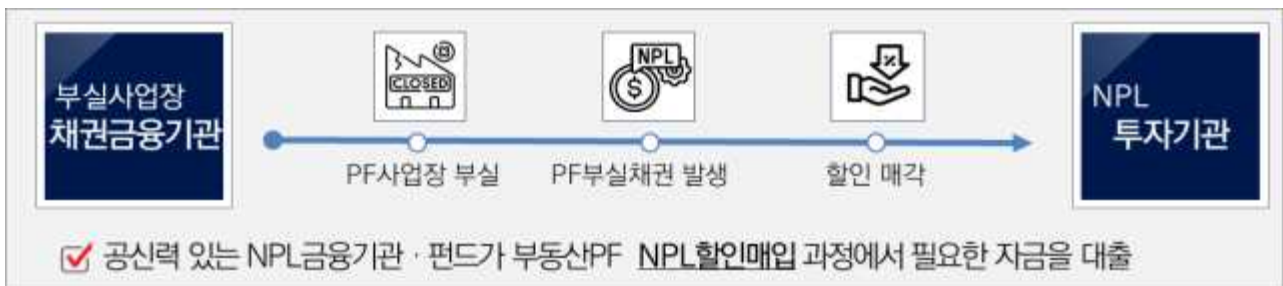 부실사업장
채권금융기관
CLOSED
NPL
$
%
PF사업장 부실
PF부실채권 발생
할인 매각
NPL
투자기관
공신력 있는 NPL금융기관 · 펀드가 부동산PF NPL할인매입 과정에서 필요한 자금을 대출